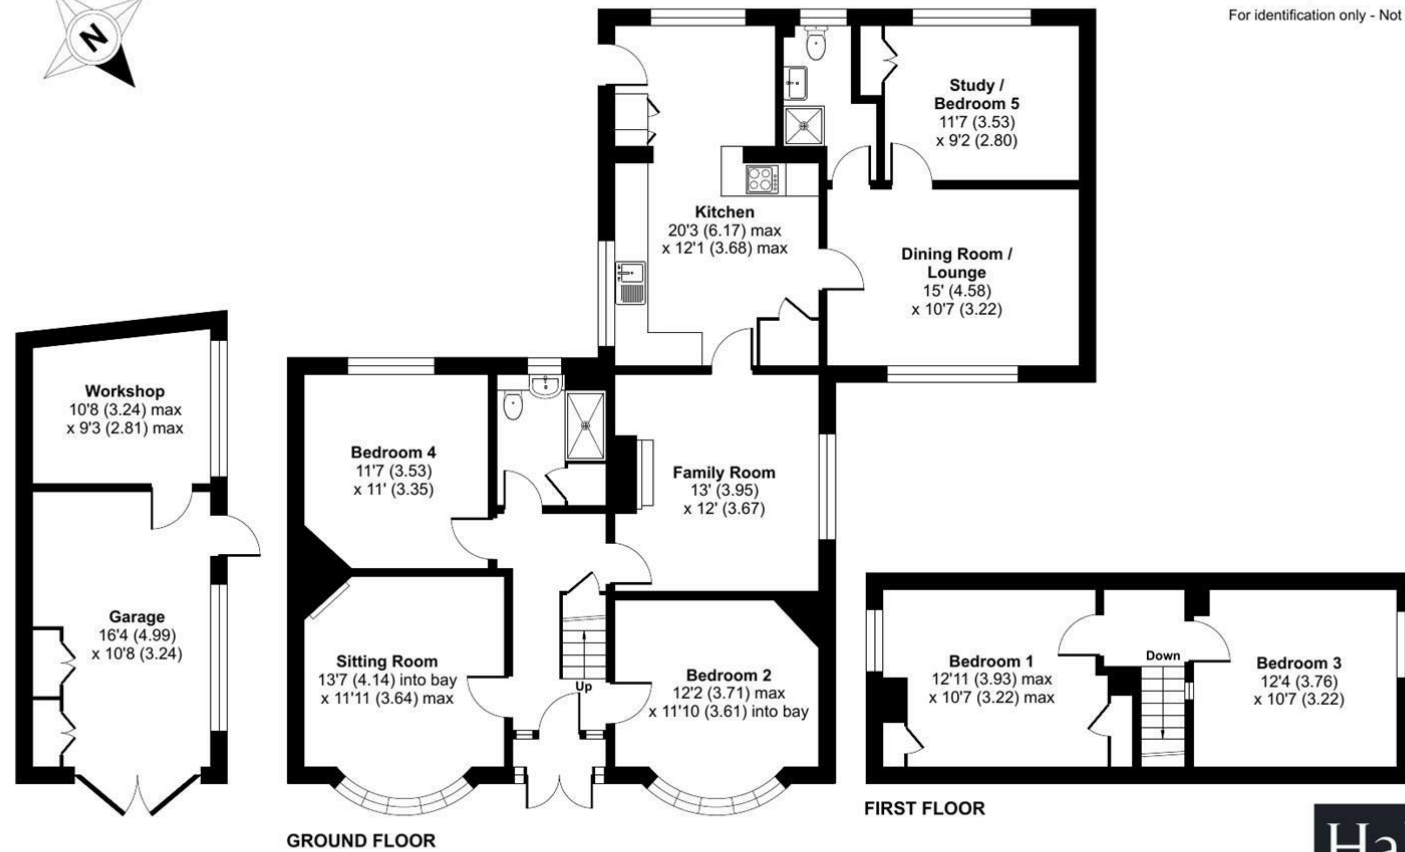 N
For identification only - Not
Study /
Bedroom 5
11'7 (3.53)
x 9'2 (2.80)
Kitchen
20'3 (6.17) max
x 12'1 (3.68) max
Dining Room /
Lounge
15' (4.58)
x 10'7 (3.22)
Workshop
10'8 (3.24) max
x 9'3 (2.81) max
Bedroom 4
11'7 (3.53)
x 11' (3.35)
Family Room
13' (3.95)
x 12' (3.67)
Garage
16'4 (4.99)
x 10'8 (3.24)
Sitting Room
13'7 (4.14) into bay
x 11'11 (3.64) max
Up
Bedroom 2
12'2 (3.71) max
x 11'10 (3.61) into bay
Bedroom 1
12'11 (3.93) max
x 10'7 (3.22) max
Down
Bedroom 3
12'4 (3.76)
x 10'7 (3.22)
FIRST FLOOR
GROUND FLOOR